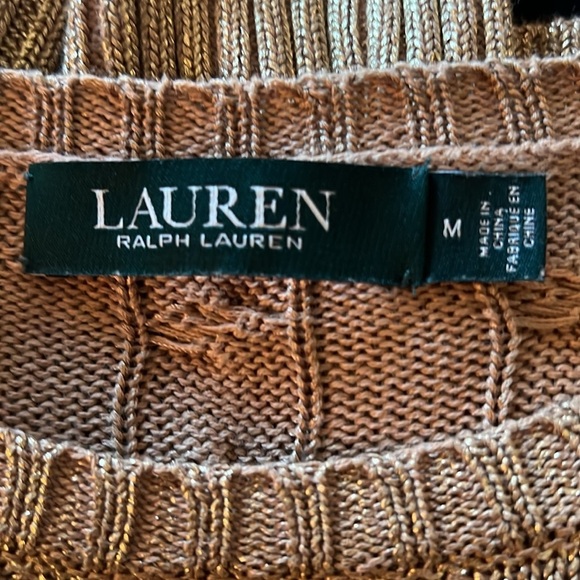 LAUREN
RALPH LAUREN
M
MADE IN
CHINA
FABRIQUÉ EN
CHINE